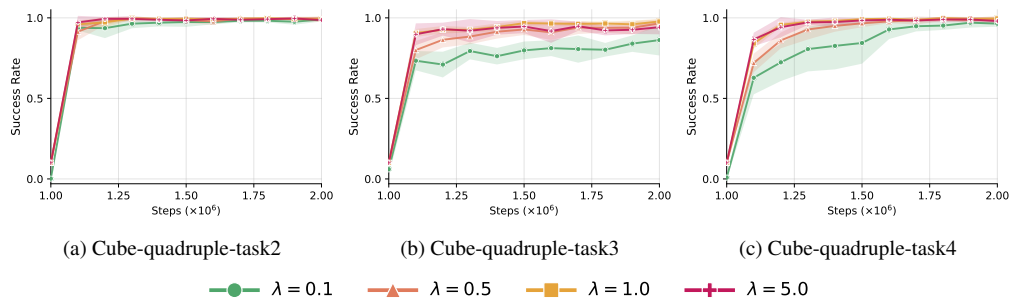 Success Rate
1.0
0.5
0.0
1.00 1.25 1.50 1.75 2.00
Steps (×10⁶)
(a) Cube-quadruple-task2
Success Rate
1.0
0.5
0.0
1.00 1.25 1.50 1.75 2.00
Steps (×10⁶)
(b) Cube-quadruple-task3
Success Rate
1.0
0.5
0.0
1.00 1.25 1.50 1.75 2.00
Steps (×10⁶)
(c) Cube-quadruple-task4
λ = 0.1 λ = 0.5 λ = 1.0 λ = 5.0